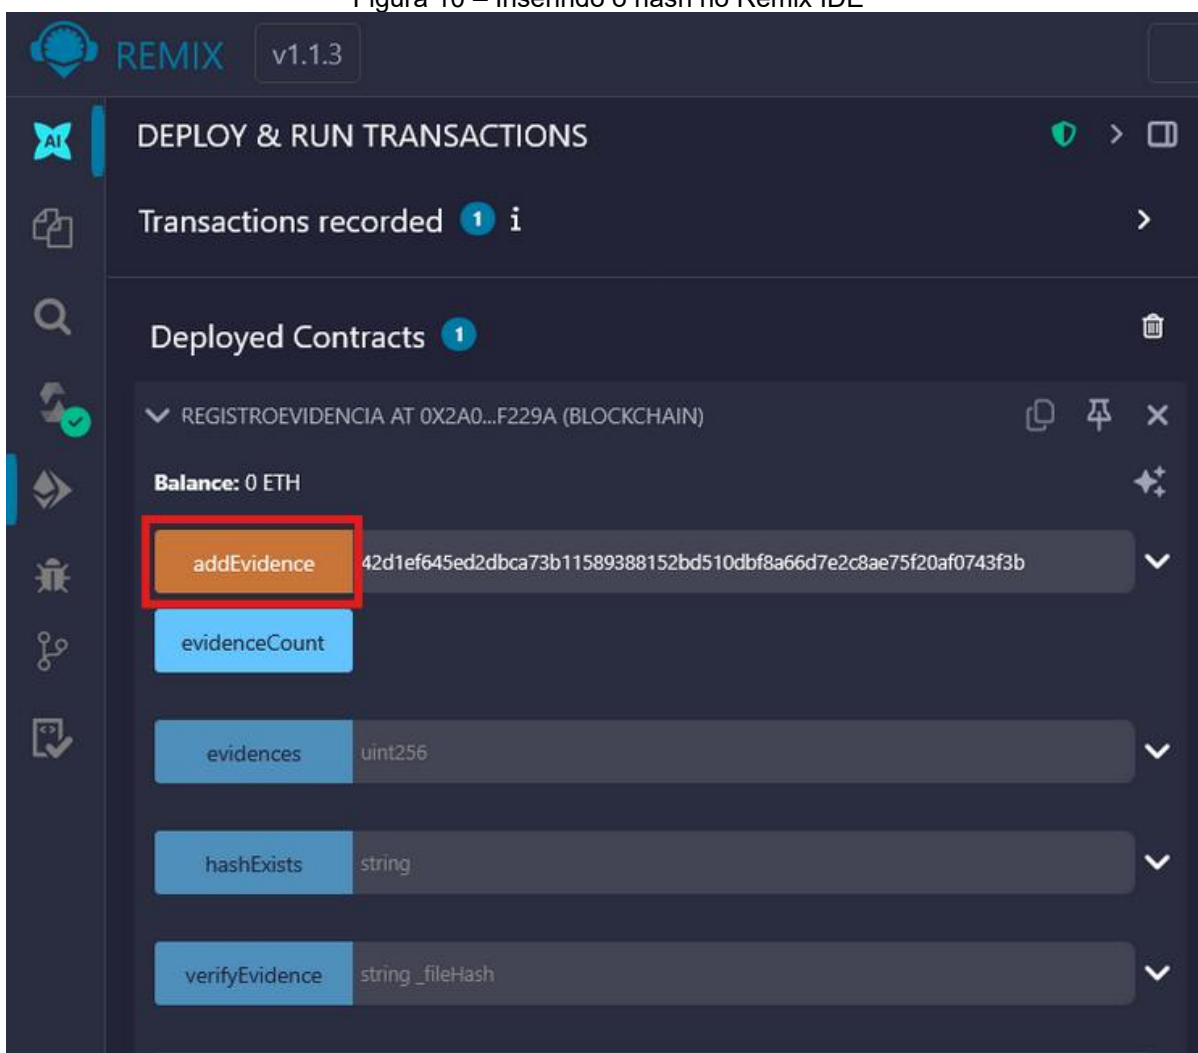 Figura 10 – Inserindo o hash no Remix IDE
REMIX v1.1.3
AI
DEPLOY & RUN TRANSACTIONS
Transactions recorded 1 i
Deployed Contracts 1
REGISTROEVIDENCIA AT 0X2A0...F229A (BLOCKCHAIN)
Balance: 0 ETH
addEvidence 42d1ef645ed2dbca73b11589388152bd510dbf8a66d7e2c8ae75f20af0743f3b
evidenceCount
evidences uint256
hashExists string
verifyEvidence string _fileHash